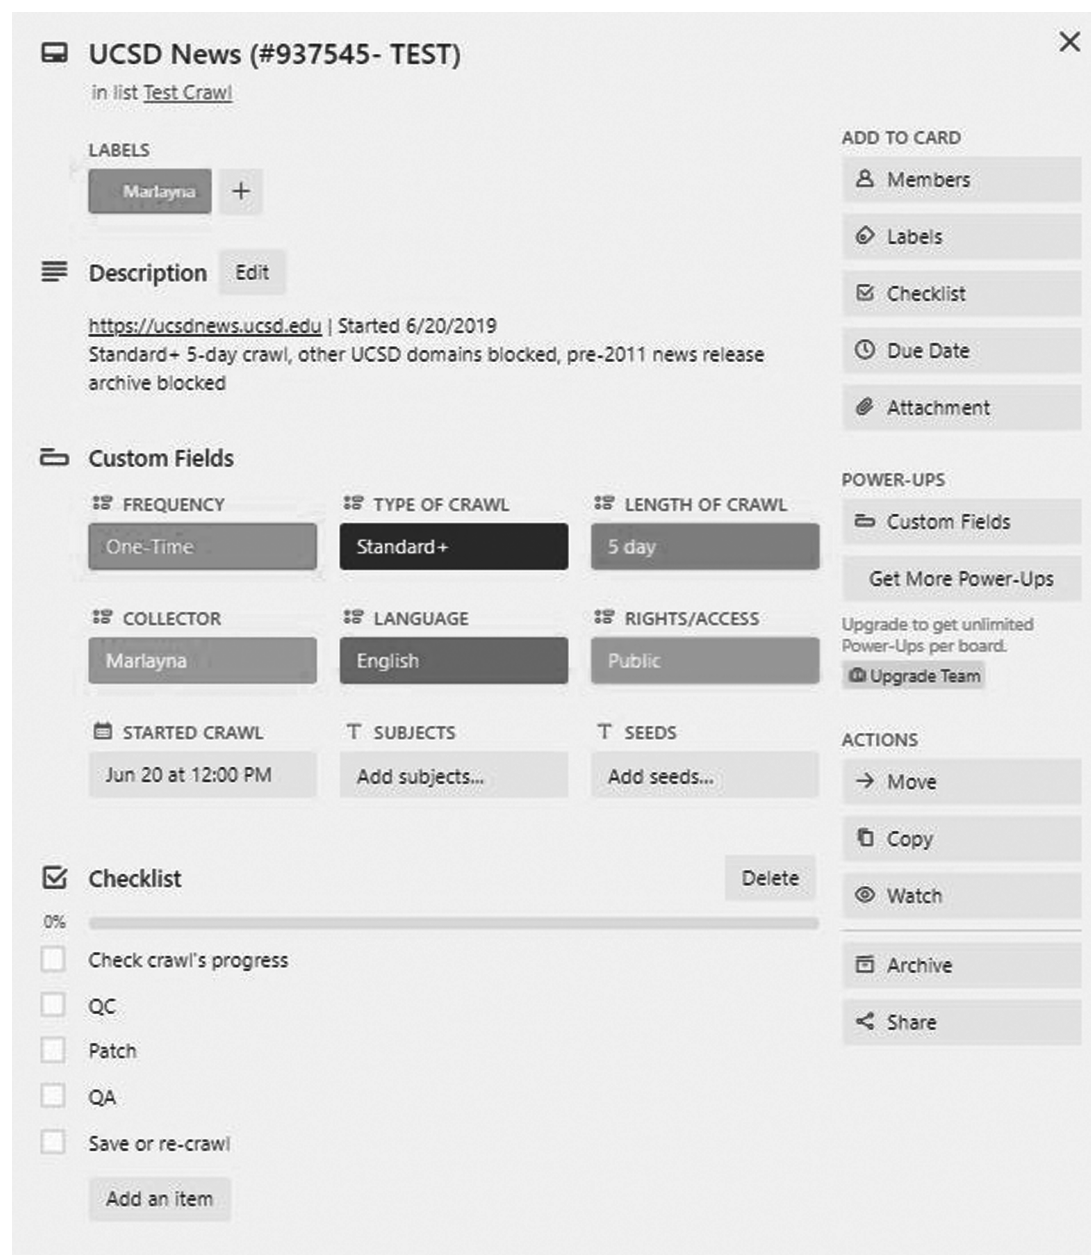 UCSD News (#937545- TEST)
in list Test Crawl
LABELS
Marlayna
+
Description
Edit
https://ucsdnews.ucsd.edu | Started 6/20/2019
Standard+ 5-day crawl, other UCSD domains blocked, pre-2011 news release
archive blocked
Custom Fields
FREQUENCY
TYPE OF CRAWL
LENGTH OF CRAWL
One-Time
Standard+
5 day
COLLECTOR
LANGUAGE
RIGHTS/ACCESS
Marlayna
English
Public
STARTED CRAWL
SUBJECTS
SEEDS
Jun 20 at 12:00 PM
Add subjects...
Add seeds...
Checklist
Delete
0%
Check crawl's progress
QC
Patch
QA
Save or re-crawl
Add an item
ADD TO CARD
Members
Labels
Checklist
Due Date
Attachment
POWER-UPS
Custom Fields
Get More Power-Ups
Upgrade to get unlimited
Power-Ups per board.
Upgrade Team
ACTIONS
Move
Copy
Watch
Archive
Share